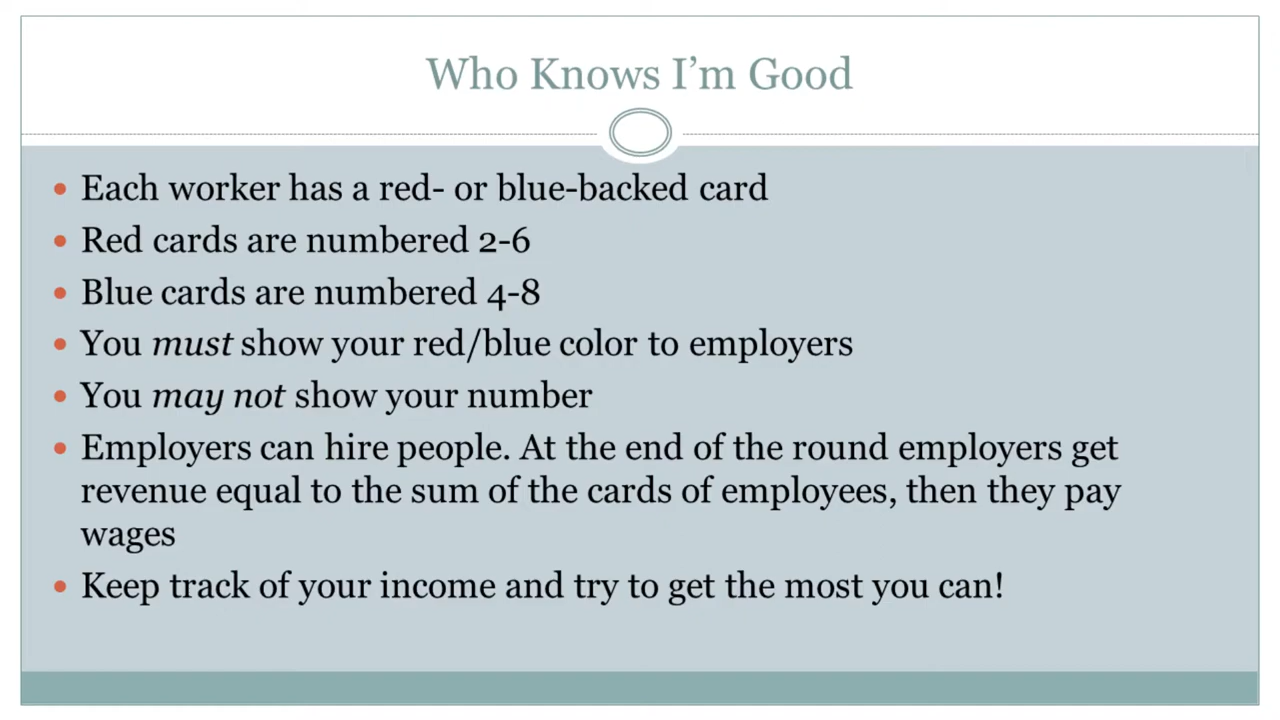 Who Knows I’m Good
• Each worker has a red- or blue-backed card
• Red cards are numbered 2-6
• Blue cards are numbered 4-8
• You must show your red/blue color to employers
• You may not show your number
• Employers can hire people. At the end of the round employers get
revenue equal to the sum of the cards of employees, then they pay
wages
• Keep track of your income and try to get the most you can!